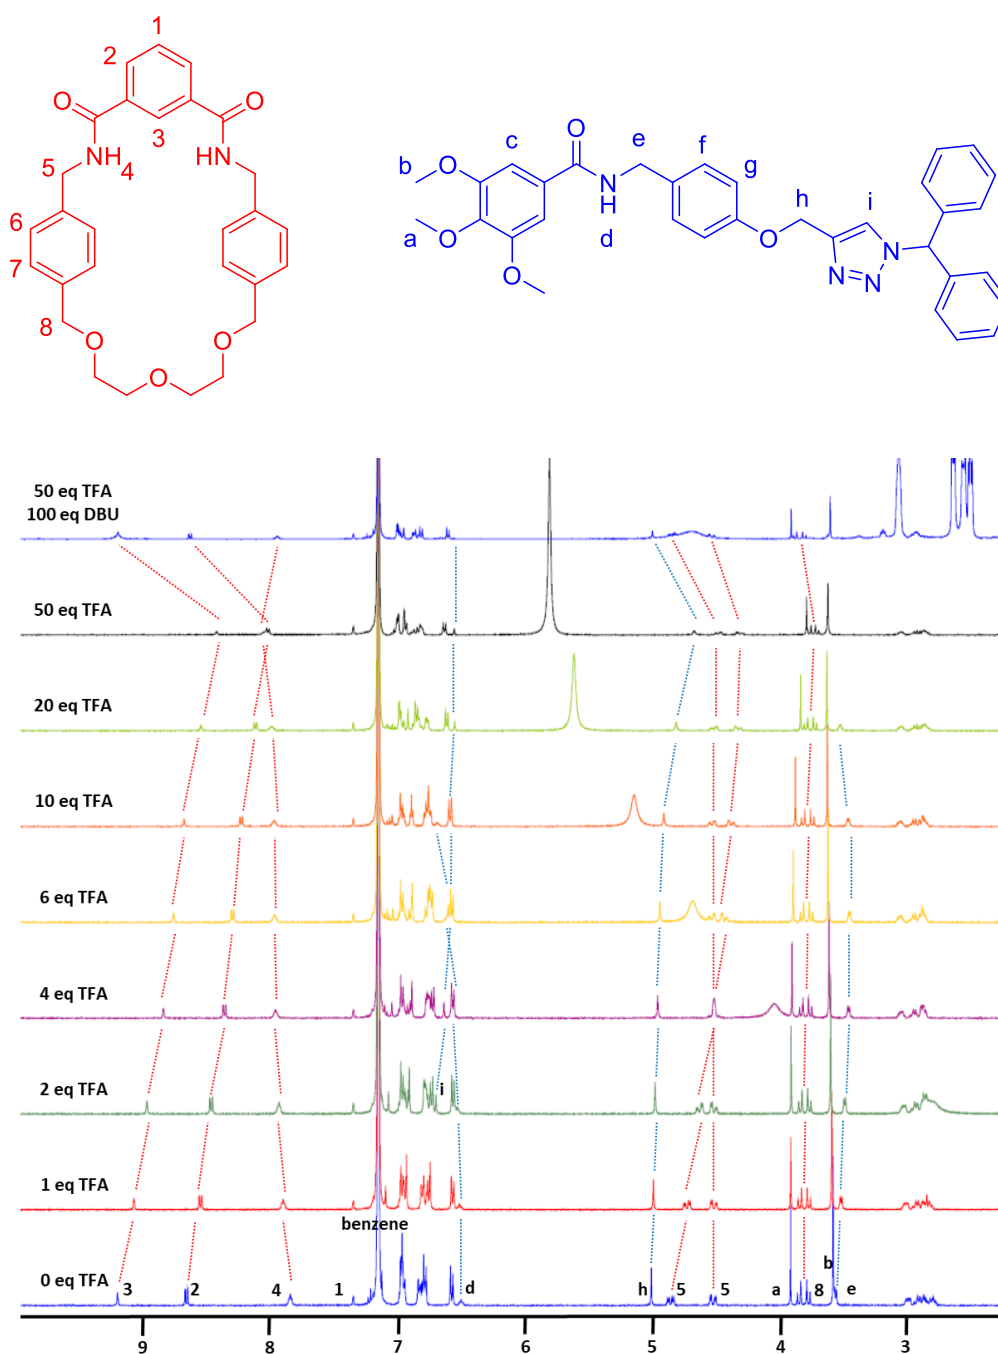 1
2
O
O
3
NH
HN
5
4
6
7
8
O
O
O
O
c
e
f
b
O
g
N
H
h
i
a
O
d
O
O
N
N
N
50 eq TFA
100 eq DBU
50 eq TFA
20 eq TFA
10 eq TFA
6 eq TFA
4 eq TFA
2 eq TFA
i
1 eq TFA
benzene
0 eq TFA
3
2
4
1
d
h
5
5
a
8
b
e
9
8
7
6
5
4
3